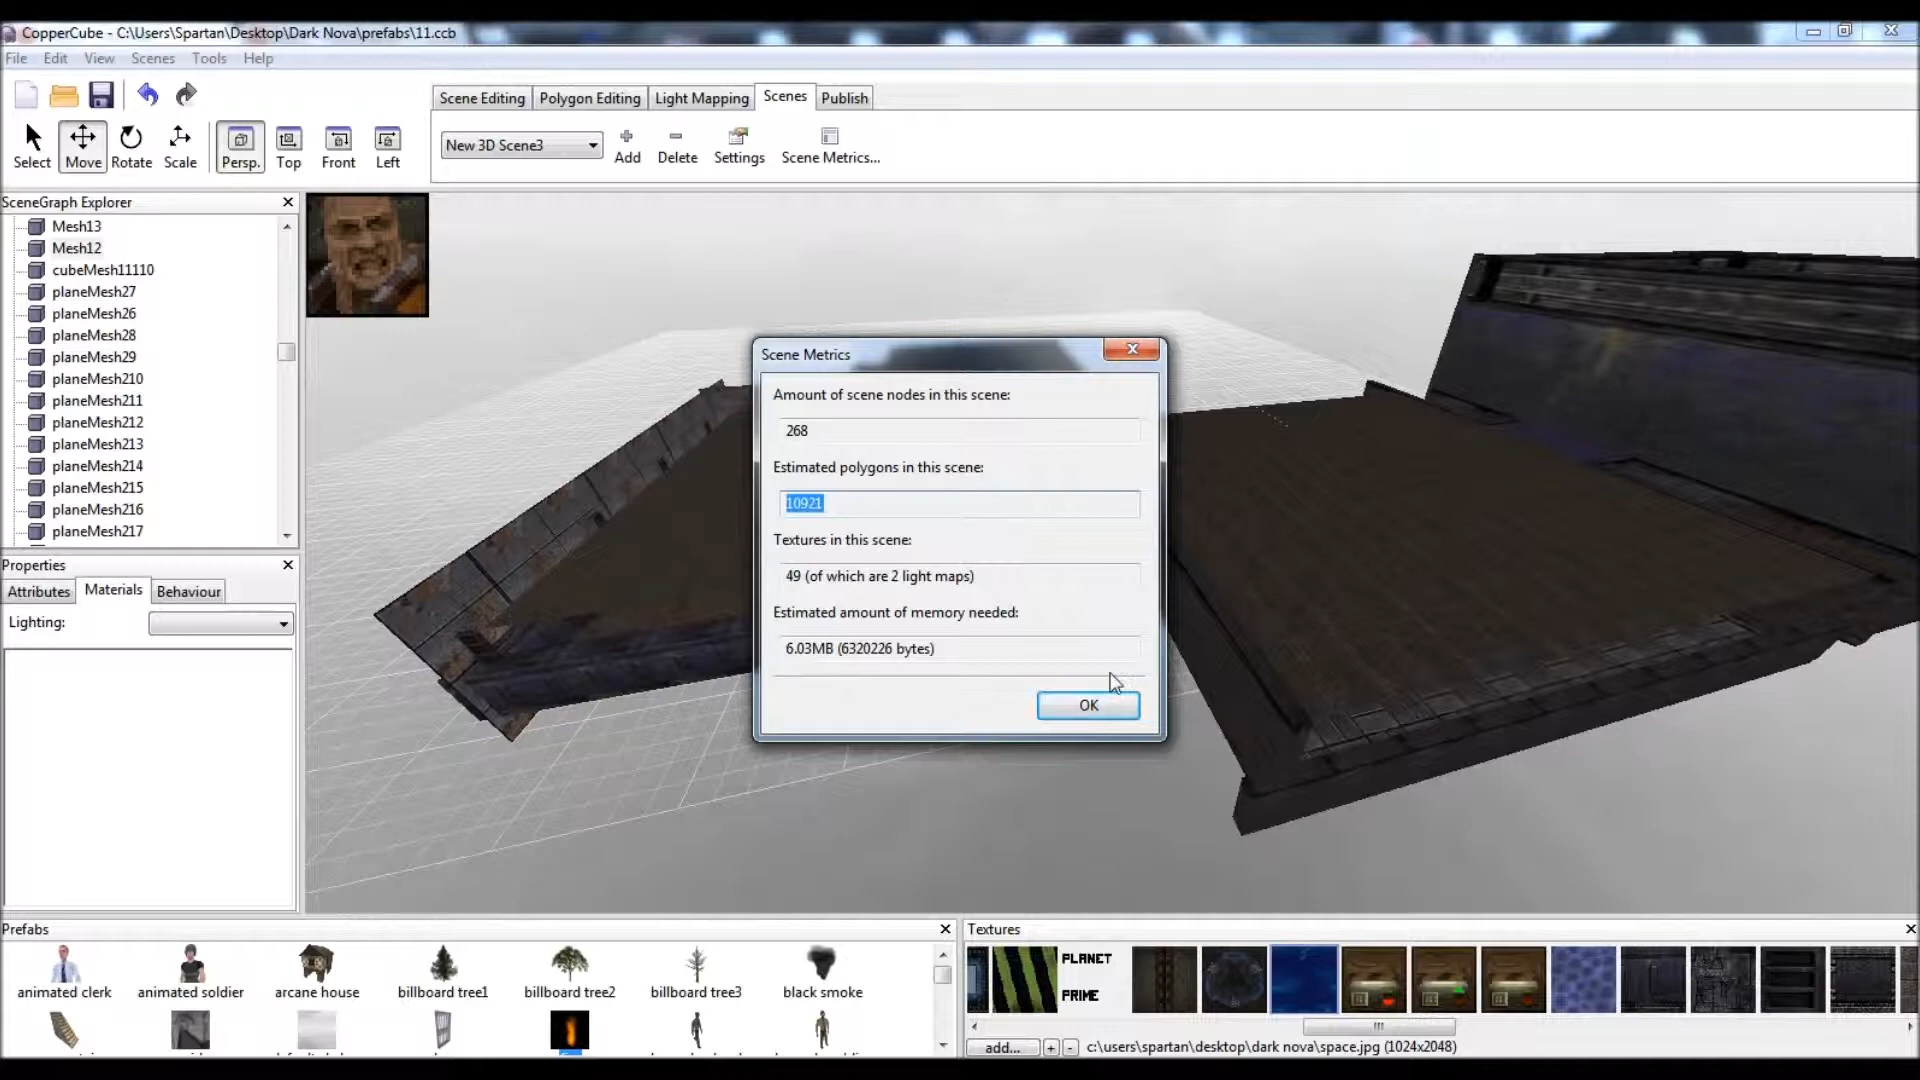 CopperCube - C:\Users\Spartan\Desktop\Dark Nova\prefabs\11.ccb
File Edit View Scenes Tools Help
Scene Editing Polygon Editing Light Mapping Scenes Publish
New 3D Scene3
Add Delete Settings Scene Metrics...
Select Move Rotate Scale Persp. Top Front Left
SceneGraph Explorer
Mesh13
Mesh12
cubeMesh11110
planeMesh27
planeMesh26
planeMesh28
planeMesh29
planeMesh210
planeMesh211
planeMesh212
planeMesh213
planeMesh214
planeMesh215
planeMesh216
planeMesh217
Properties
Attributes Materials Behaviour
Lighting:
Scene Metrics
Amount of scene nodes in this scene:
268
Estimated polygons in this scene:
10921
Textures in this scene:
49 (of which are 2 light maps)
Estimated amount of memory needed:
6.03MB (6320226 bytes)
OK
Prefabs
animated clerk animated soldier arcane house billboard tree1 billboard tree2 billboard tree3 black smoke
Textures
PLANET
PRIME
add... + - c:\users\spartan\desktop\dark nova\space.jpg (1024x2048)